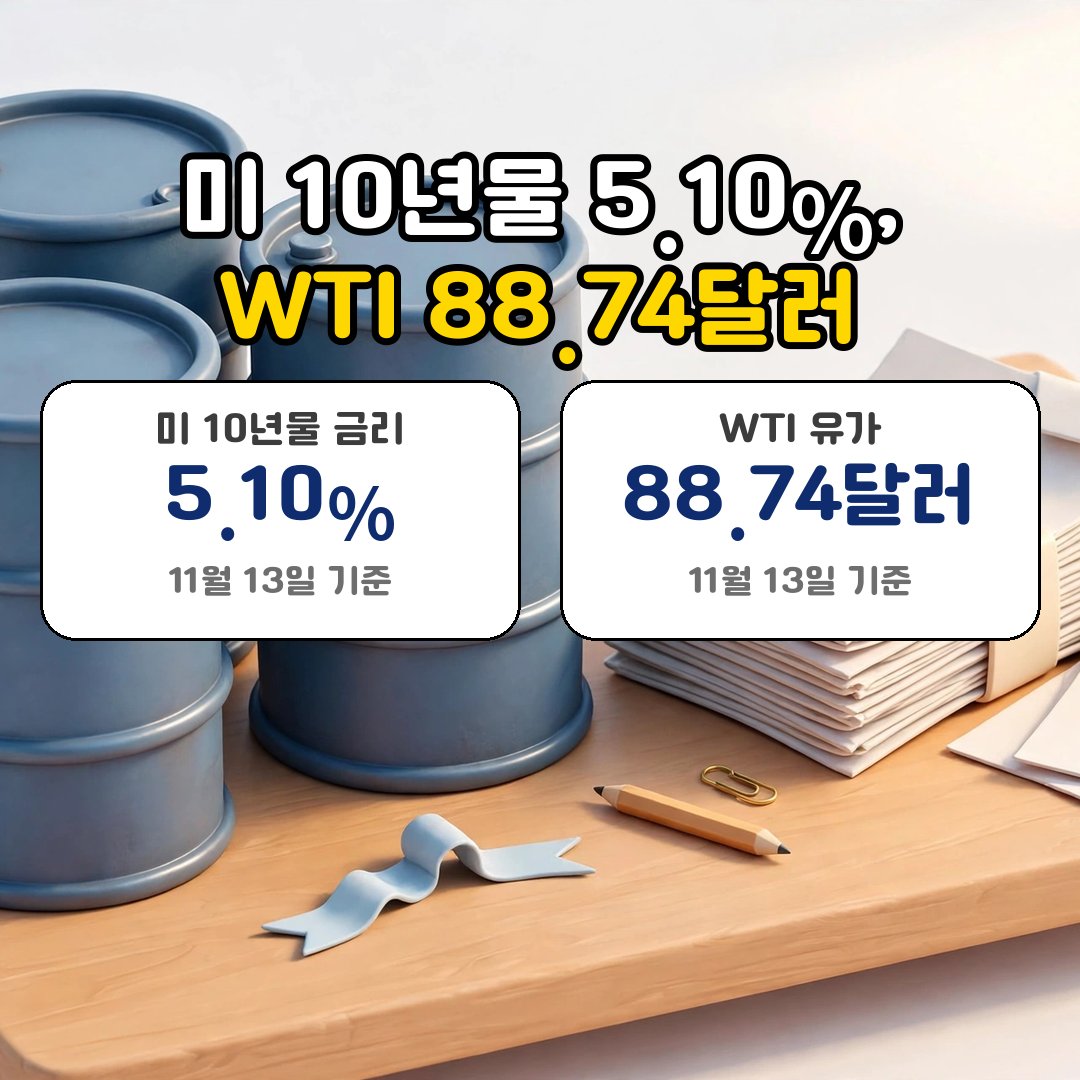 미 10년물 5.10%,
WTI 88.74달러
미 10년물 금리
5.10%
11월 13일 기준
WTI 유가
88.74달러
11월 13일 기준